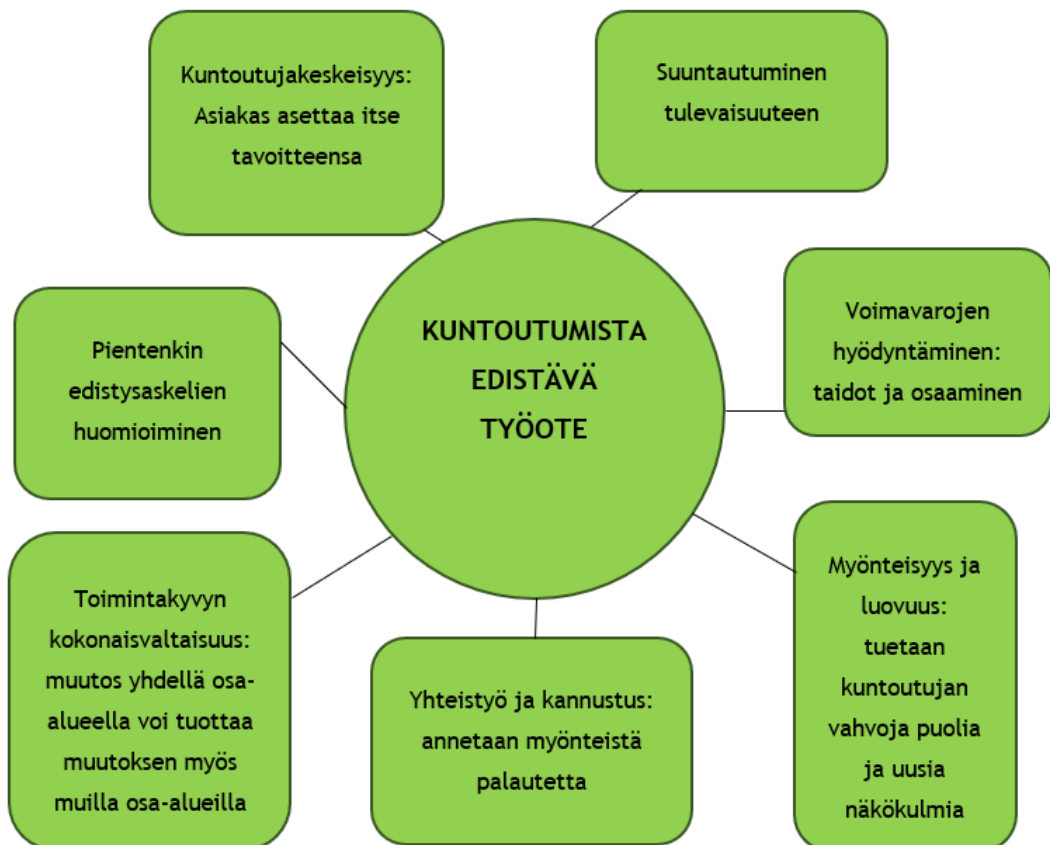 Kuntoutujakeskeisyys:
Asiakas asettaa itse
tavoitteensa
Suuntautuminen
tulevaisuuteen
KUNTOUTUMISTA
EDISTÄVÄ
TYÖOTE
Voimavarojen
hyödyntäminen:
taidot ja osaaminen
Pientenkin
edistysaskelien
huomioiminen
Myönteisyys ja
luovuus:
tuetaan
kuntoutujan
vahvoja puolia
ja uusia
näkökulmia
Toimintakyvyn
kokonaisvaltaisuus:
muutos yhdellä osa-
alueella voi tuottaa
muutoksen myös
muilla osa-alueilla
Yhteistyö ja kannustus:
annetaan myönteistä
palautetta